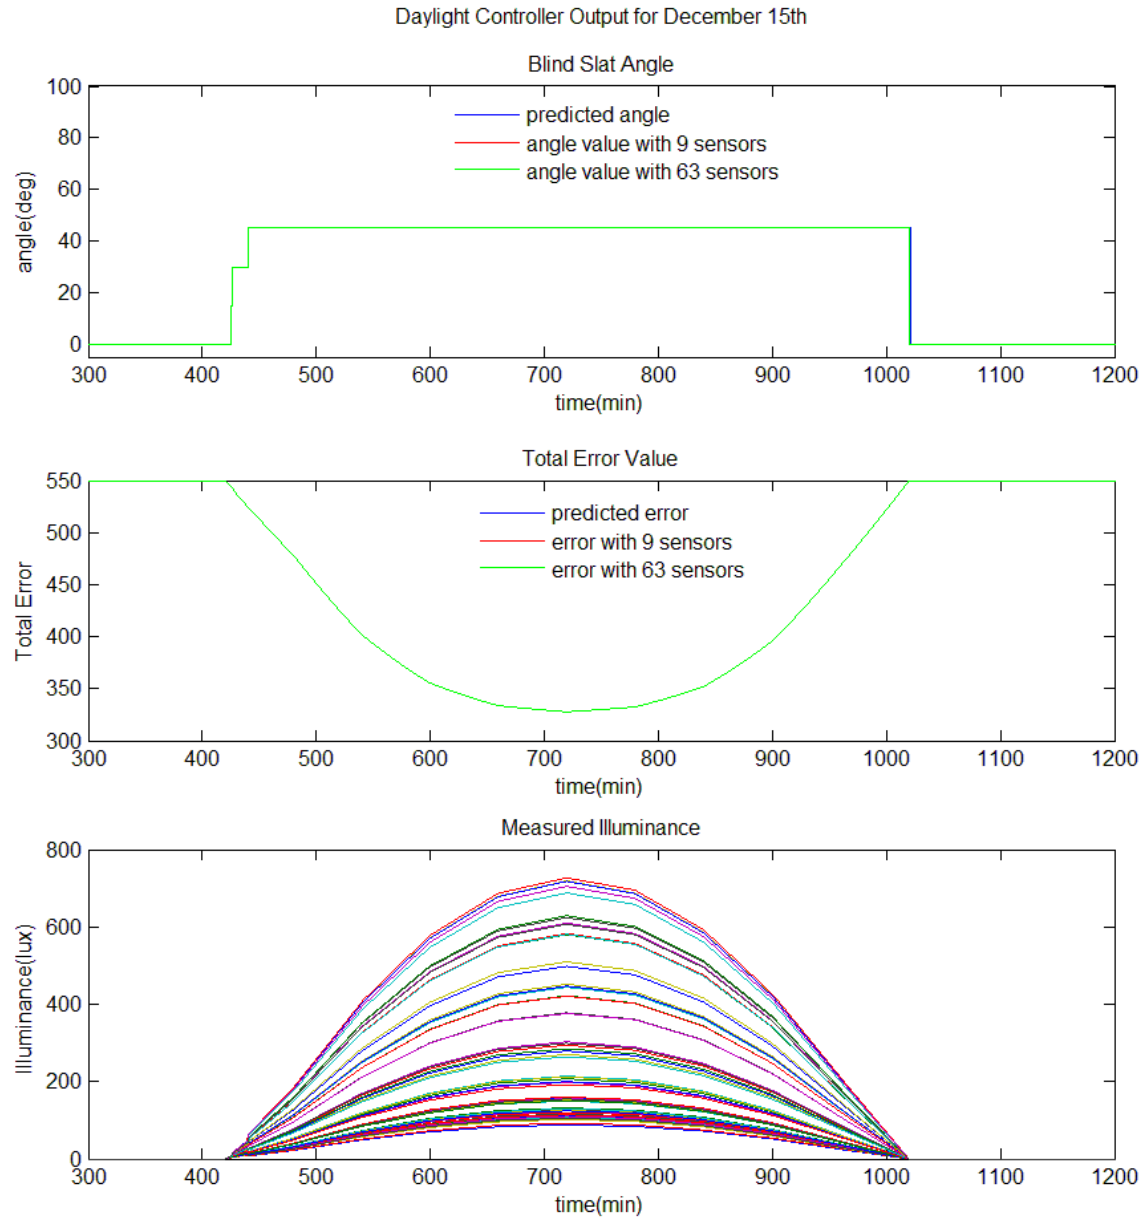 Daylight Controller Output for December 15th
Blind Slat Angle
100
80
60
40
20
0
angle(deg)
predicted angle
angle value with 9 sensors
angle value with 63 sensors
300 400 500 600 700 800 900 1000 1100 1200
time(min)
Total Error Value
550
500
450
400
350
300
Total Error
predicted error
error with 9 sensors
error with 63 sensors
300 400 500 600 700 800 900 1000 1100 1200
time(min)
Measured Illuminance
800
600
400
200
0
Illuminance(lux)
300 400 500 600 700 800 900 1000 1100 1200
time(min)